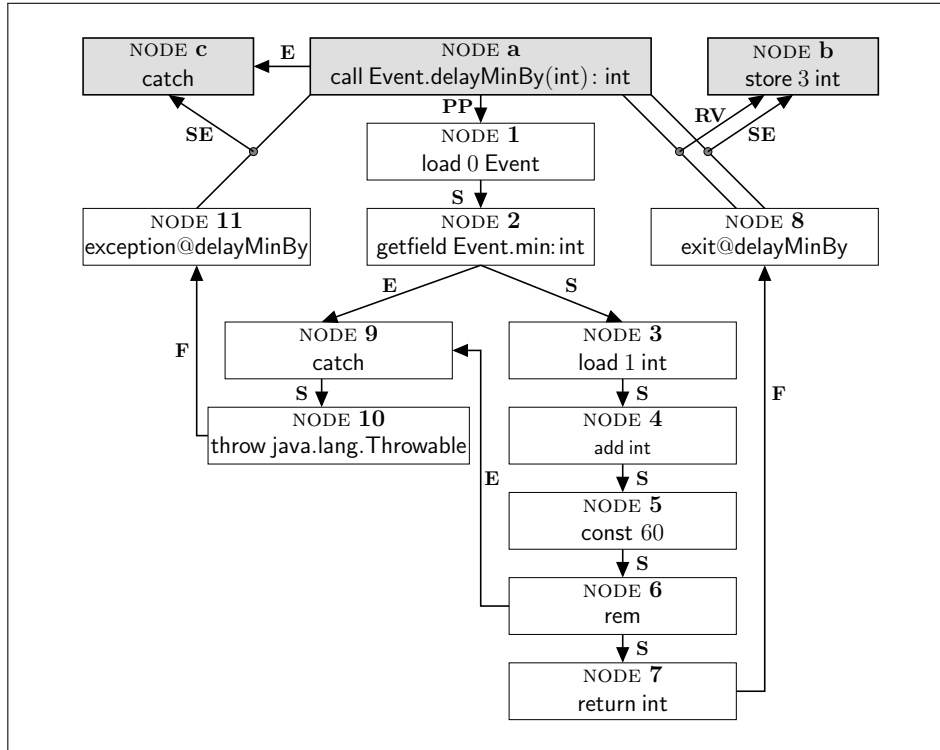 NODE c
catch
E
NODE a
call Event.delayMinBy(int): int
NODE b
store 3 int
PP
RV
SE
SE
NODE 1
load 0 Event
S
NODE 11
exception@delayMinBy
NODE 2
getfield Event.min: int
NODE 8
exit@delayMinBy
E
S
NODE 9
catch
NODE 3
load 1 int
F
F
S
S
NODE 10
throw java.lang.Throwable
NODE 4
add int
S
E
NODE 5
const 60
S
NODE 6
rem
S
NODE 7
return int